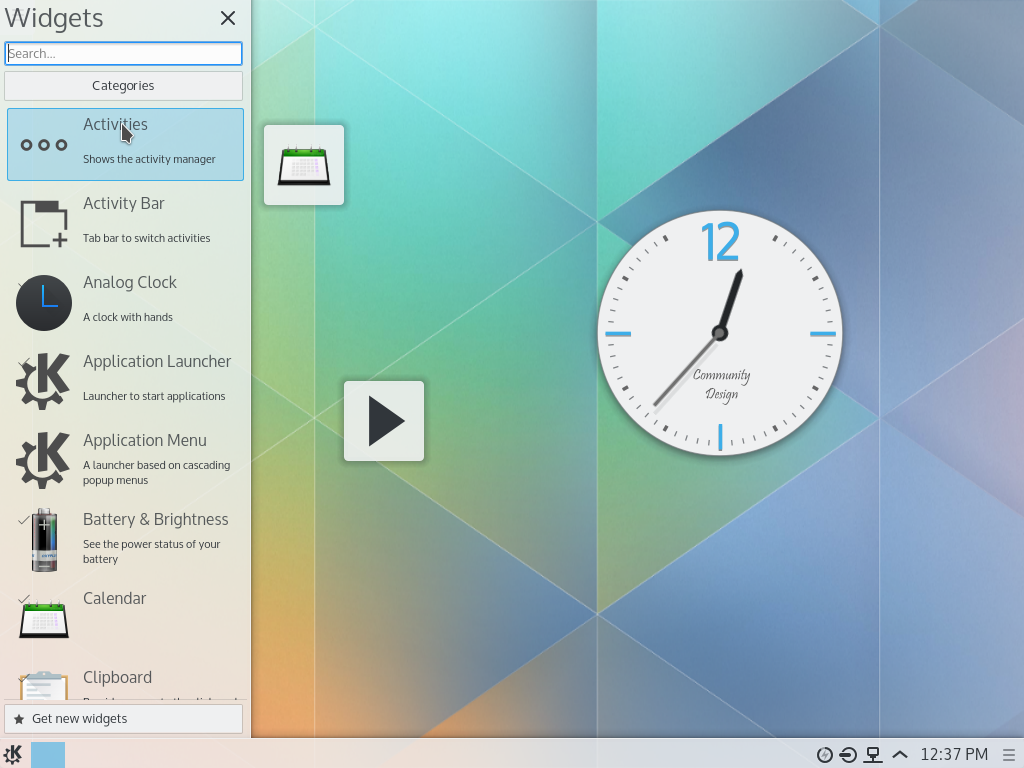 Widgets
Search...
Categories
Activities
Shows the activity manager
Activity Bar
Tab bar to switch activities
Analog Clock
A clock with hands
Application Launcher
Launcher to start applications
Application Menu
A launcher based on cascading
popup menus
Battery & Brightness
See the power status of your
battery
Calendar
Clipboard
Get new widgets
12
Community
Design
12:37 PM